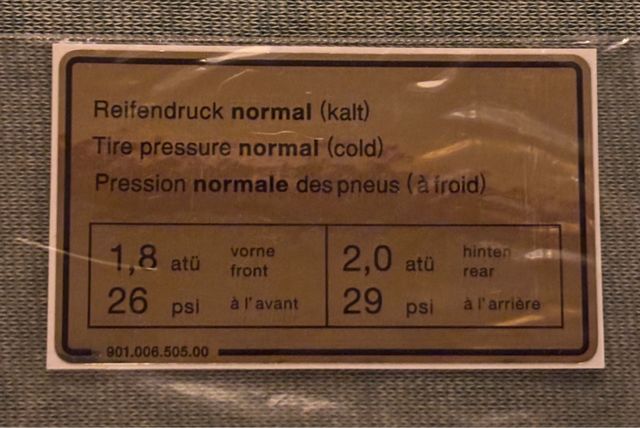 Reifendruck normal (kalt)
Tire pressure normal (cold)
Pression normale des pneus (à froid)
1,8 atü vorne front
26 psi à l'avant
2,0 atü hinten rear
29 psi à l'arrière
901.006.505.00